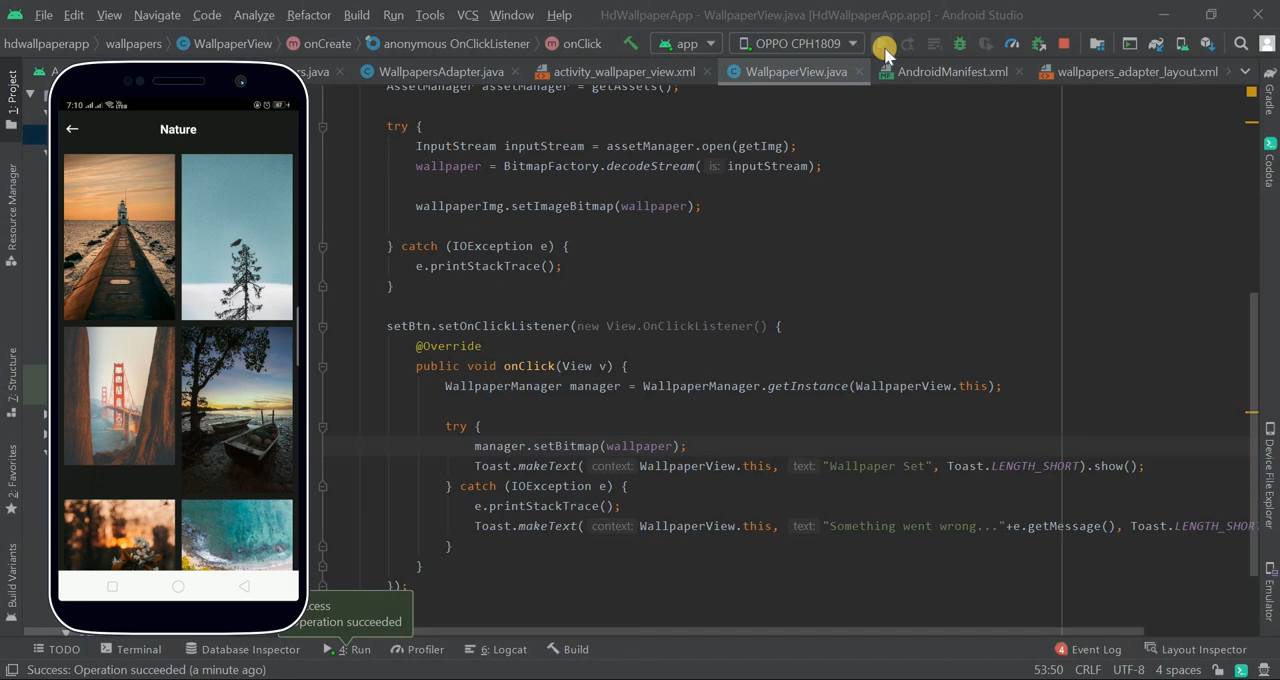 File Edit View Navigate Code Analyze Refactor Build Run Tools VCS Window Help HdWallpaperApp - WallpaperView.java [HdWallpaperApp.app] - Android Studio
hdwallpaperapp wallpapers WallpaperView onCreate anonymous OnClickListener onClick app OPPO CPH1809
rs.java WallpapersAdapter.java activity_wallpaper_view.xml WallpaperView.java AndroidManifest.xml wallpapers_adapter_layout.xml
1: Project
Resource Manager
Z: Structure
2: Favorites
Build Variants
7:10
Nature
AssetManager assetManager = getAssets();
try {
InputStream inputStream = assetManager.open(getImg);
wallpaper = BitmapFactory.decodeStream( is: inputStream);
wallpaperImg.setImageBitmap(wallpaper);
} catch (IOException e) {
e.printStackTrace();
}
setBtn.setOnClickListener(new View.OnClickListener() {
@Override
public void onClick(View v) {
WallpaperManager manager = WallpaperManager.getInstance(WallpaperView.this);
try {
manager.setBitmap(wallpaper);
Toast.makeText( context: WallpaperView.this, text: "Wallpaper Set", Toast.LENGTH_SHORT).show();
} catch (IOException e) {
e.printStackTrace();
Toast.makeText( context: WallpaperView.this, text: "Something went wrong..."+e.getMessage(), Toast.LENGTH_SHOR
}
}
});
Gradle
Codota
Device File Explorer
Emulator
cess
peration succeeded
TODO Terminal Database Inspector 4: Run Profiler 6: Logcat Build 4 Event Log Layout Inspector
Success: Operation succeeded (a minute ago) 53:50 CRLF UTF-8 4 spaces